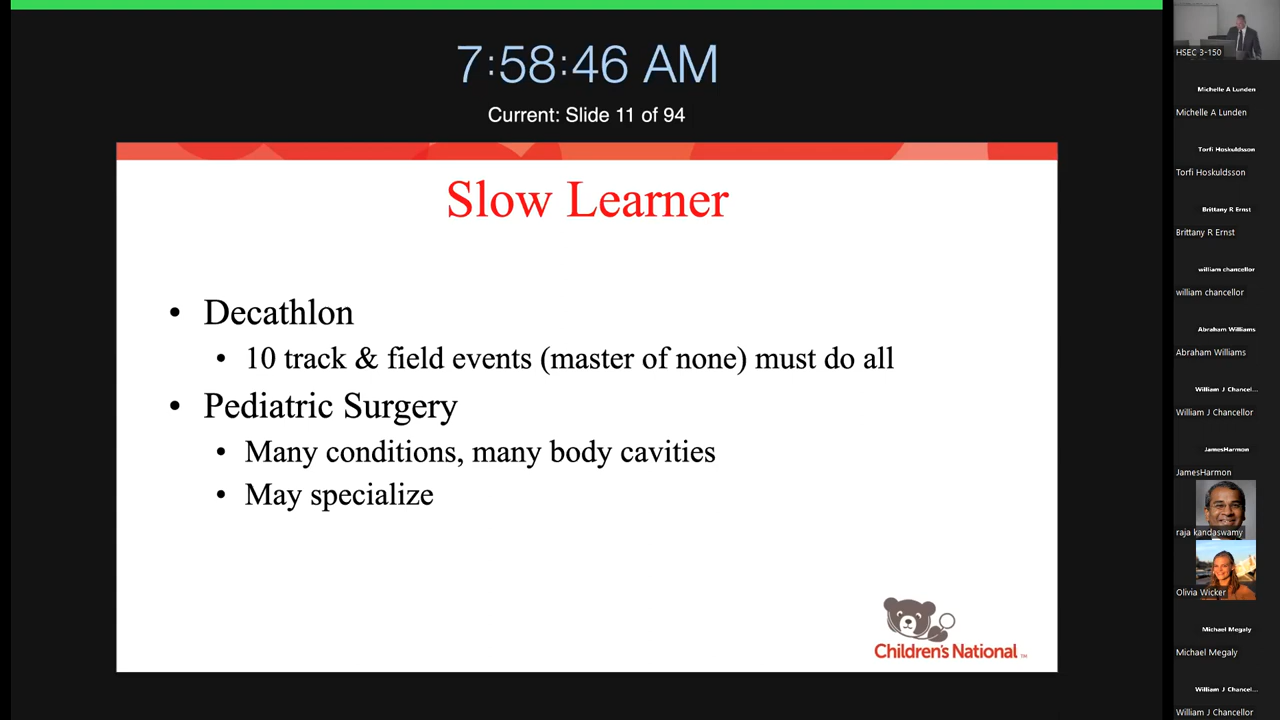 7:58:46 AM
Current: Slide 11 of 94
Slow Learner
• Decathlon
• 10 track & field events (master of none) must do all
• Pediatric Surgery
• Many conditions, many body cavities
• May specialize
Children's National ™
HSEC 3-150
Michelle A Lunden
Michelle A Lunden
Torfi Hoskuldsson
Torfi Hoskuldsson
Brittany R Ernst
Brittany R Ernst
william chancellor
william chancellor
Abraham Williams
Abraham Williams
William J Chancel...
William J Chancellor
JamesHarmon
JamesHarmon
raja kandaswamy
Olivia Wicker
Michael Megaly
Michael Megaly
William J Chancel...
William J Chancellor